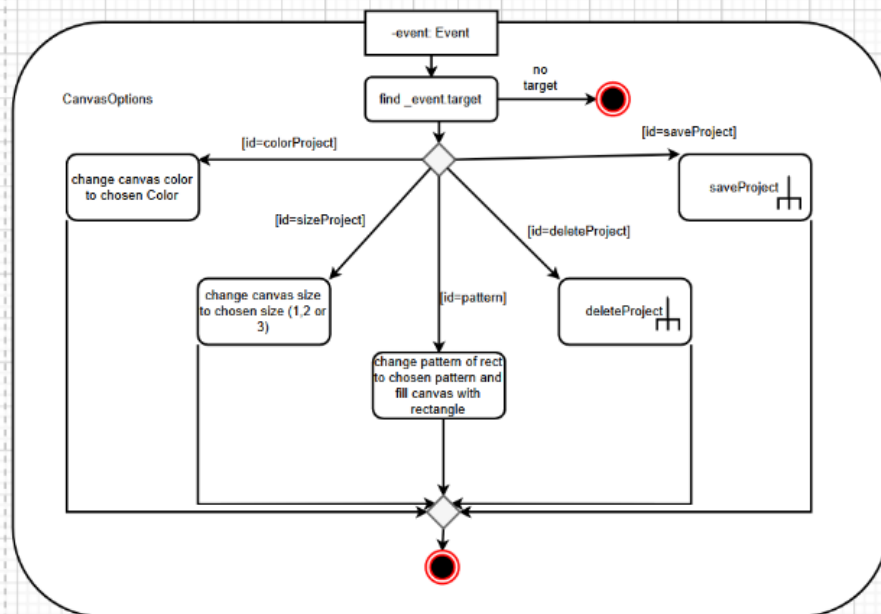 -event: Event
find _event.target
no
target
CanvasOptions
[id=colorProject]
[id=saveProject]
change canvas color
to chosen Color
saveProject
[id=sizeProject]
[id=deleteProject]
change canvas size
to chosen size (1,2 or
3)
[id=pattern]
deleteProject
change pattern of rect
to chosen pattern and
fill canvas with
rectangle